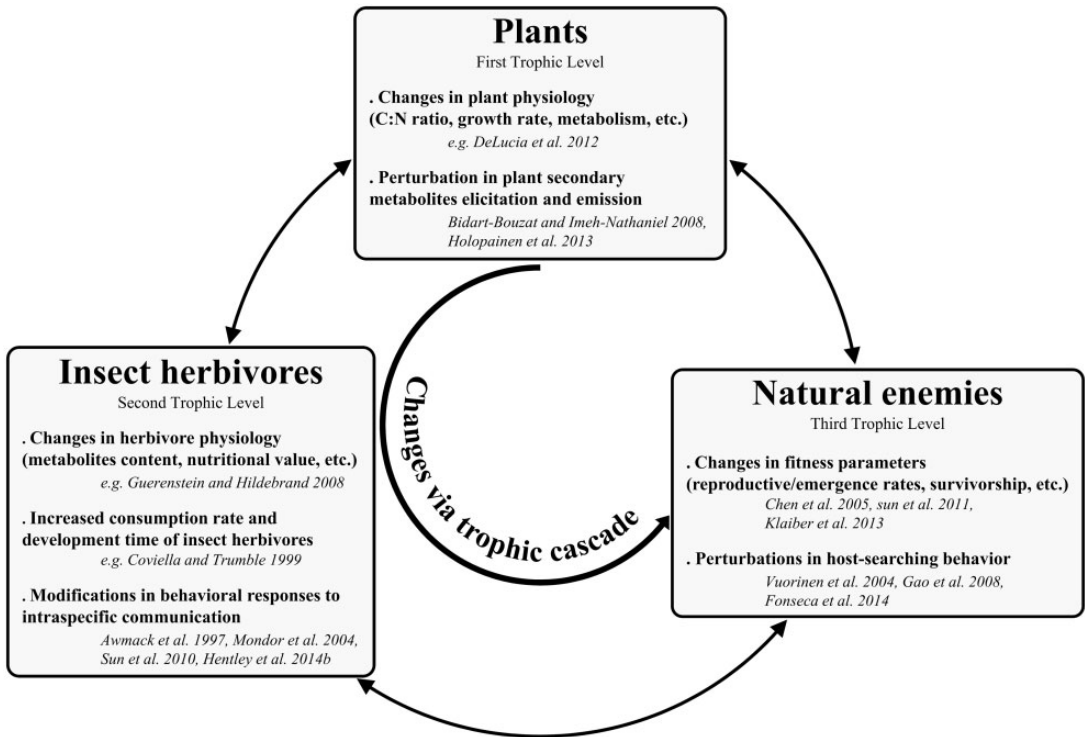 Plants
First Trophic Level
. Changes in plant physiology
(C:N ratio, growth rate, metabolism, etc.)
e.g. DeLucia et al. 2012
. Perturbation in plant secondary
metabolites elicitation and emission
Bidart-Bouzat and Imeh-Nathaniel 2008,
Holopainen et al. 2013
Insect herbivores
Second Trophic Level
. Changes in herbivore physiology
(metabolites content, nutritional value, etc.)
e.g. Guerenstein and Hildebrand 2008
. Increased consumption rate and
development time of insect herbivores
e.g. Coviella and Trumble 1999
. Modifications in behavioral responses to
intraspecific communication
Awmack et al. 1997, Mondor et al. 2004,
Sun et al. 2010, Hentley et al. 2014b
Changes via trophic cascade
Natural enemies
Third Trophic Level
. Changes in fitness parameters
(reproductive/emergence rates, survivorship, etc.)
Chen et al. 2005, sun et al. 2011,
Klaiber et al. 2013
. Perturbations in host-searching behavior
Vuorinen et al. 2004, Gao et al. 2008,
Fonseca et al. 2014